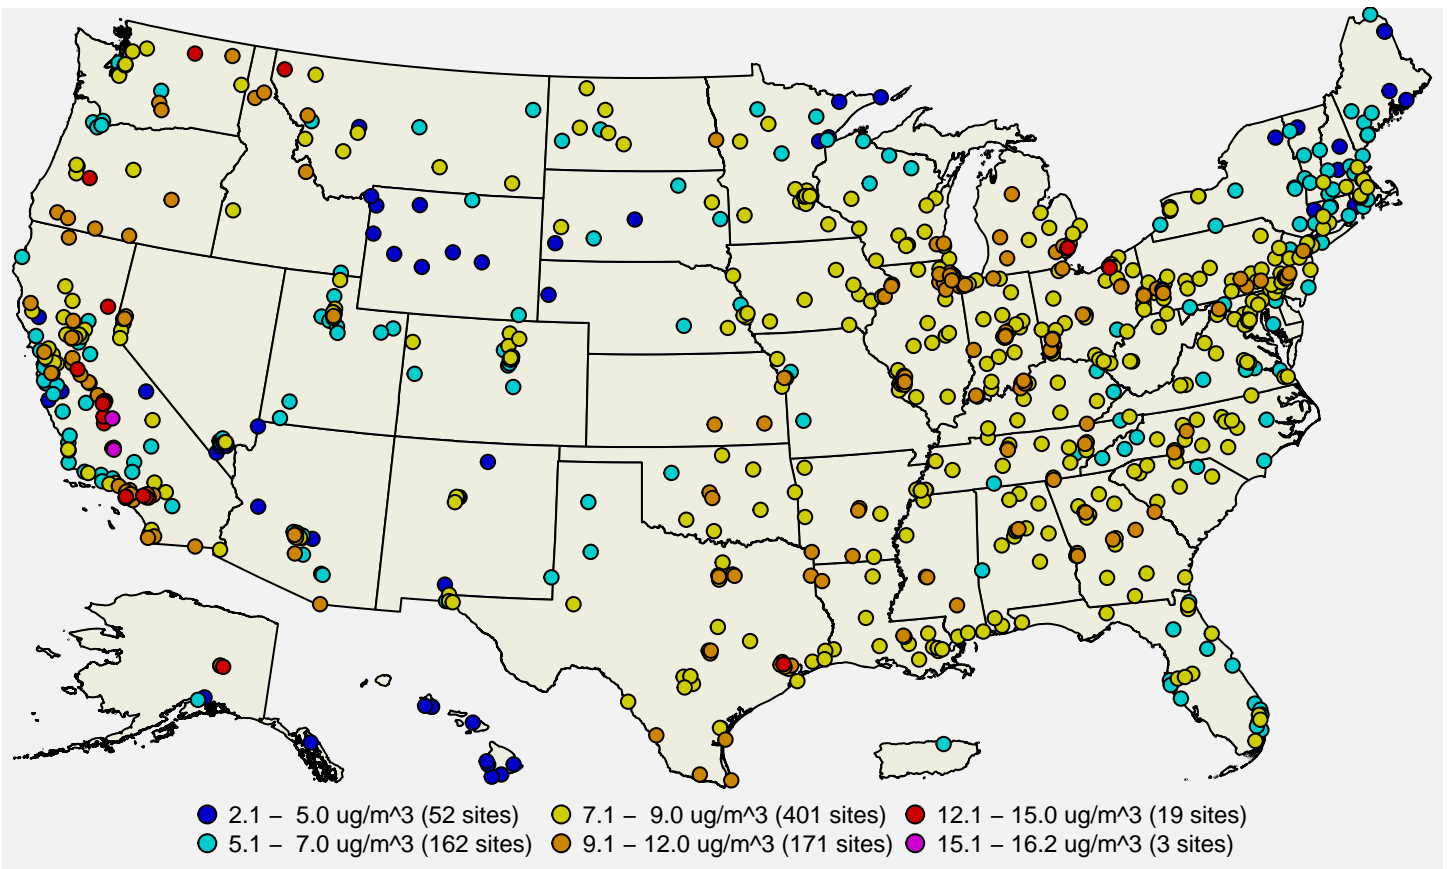 2.1 –   5.0 ug/m^3 (52 sites)   7.1 –   9.0 ug/m^3 (401 sites)   12.1 – 15.0 ug/m^3 (19 sites)
5.1 –   7.0 ug/m^3 (162 sites)   9.1 – 12.0 ug/m^3 (171 sites)   15.1 – 16.2 ug/m^3 (3 sites)